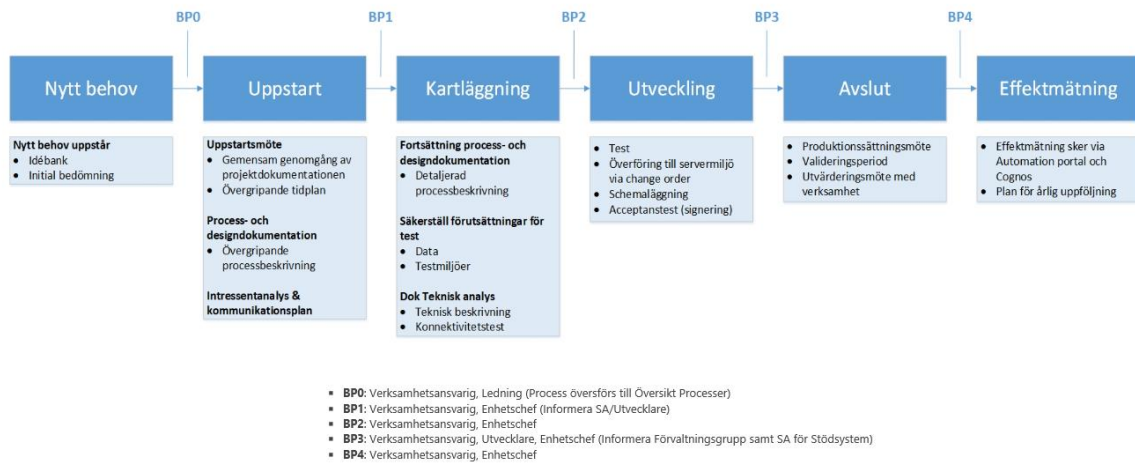 BP0
BP1
BP2
BP3
BP4
Nytt behov
Uppstart
Kartläggning
Utveckling
Avslut
Effektmätning
Nytt behov uppstår
• Idébank
• Initial bedömning
Uppstartsmöte
• Gemensam genomgång av
projektdokumentationen
• Övergripande tidplan
Process- och
designdokumentation
• Övergripande
processbeskrivning
Intressentanalys &
kommunikationsplan
Fortsättning process- och
designdokumentation
• Detaljerad
processbeskrivning
Säkerställ förutsättningar för
test
• Data
• Testmiljöer
Dok Teknisk analys
• Teknisk beskrivning
• Konnektivitetstest
• Test
• Överföring till servermiljö
via change order
• Schemaläggning
• Acceptanstest (signering)
• Produktionssättningsmöte
• Valideringsperiod
• Utvärderingsmöte med
verksamhet
• Effektmätning sker via
Automation portal och
Cognos
• Plan för årlig uppföljning
▪ BP0: Verksamhetsansvarig, Ledning (Process översförs till Översikt Processer)
▪ BP1: Verksamhetsansvarig, Enhetschef (Informera SA/Utvecklare)
▪ BP2: Verksamhetsansvarig, Enhetschef
▪ BP3: Verksamhetsansvarig, Utvecklare, Enhetschef (Informera Förvaltningsgrupp samt SA för Stödsystem)
▪ BP4: Verksamhetsansvarig, Enhetschef